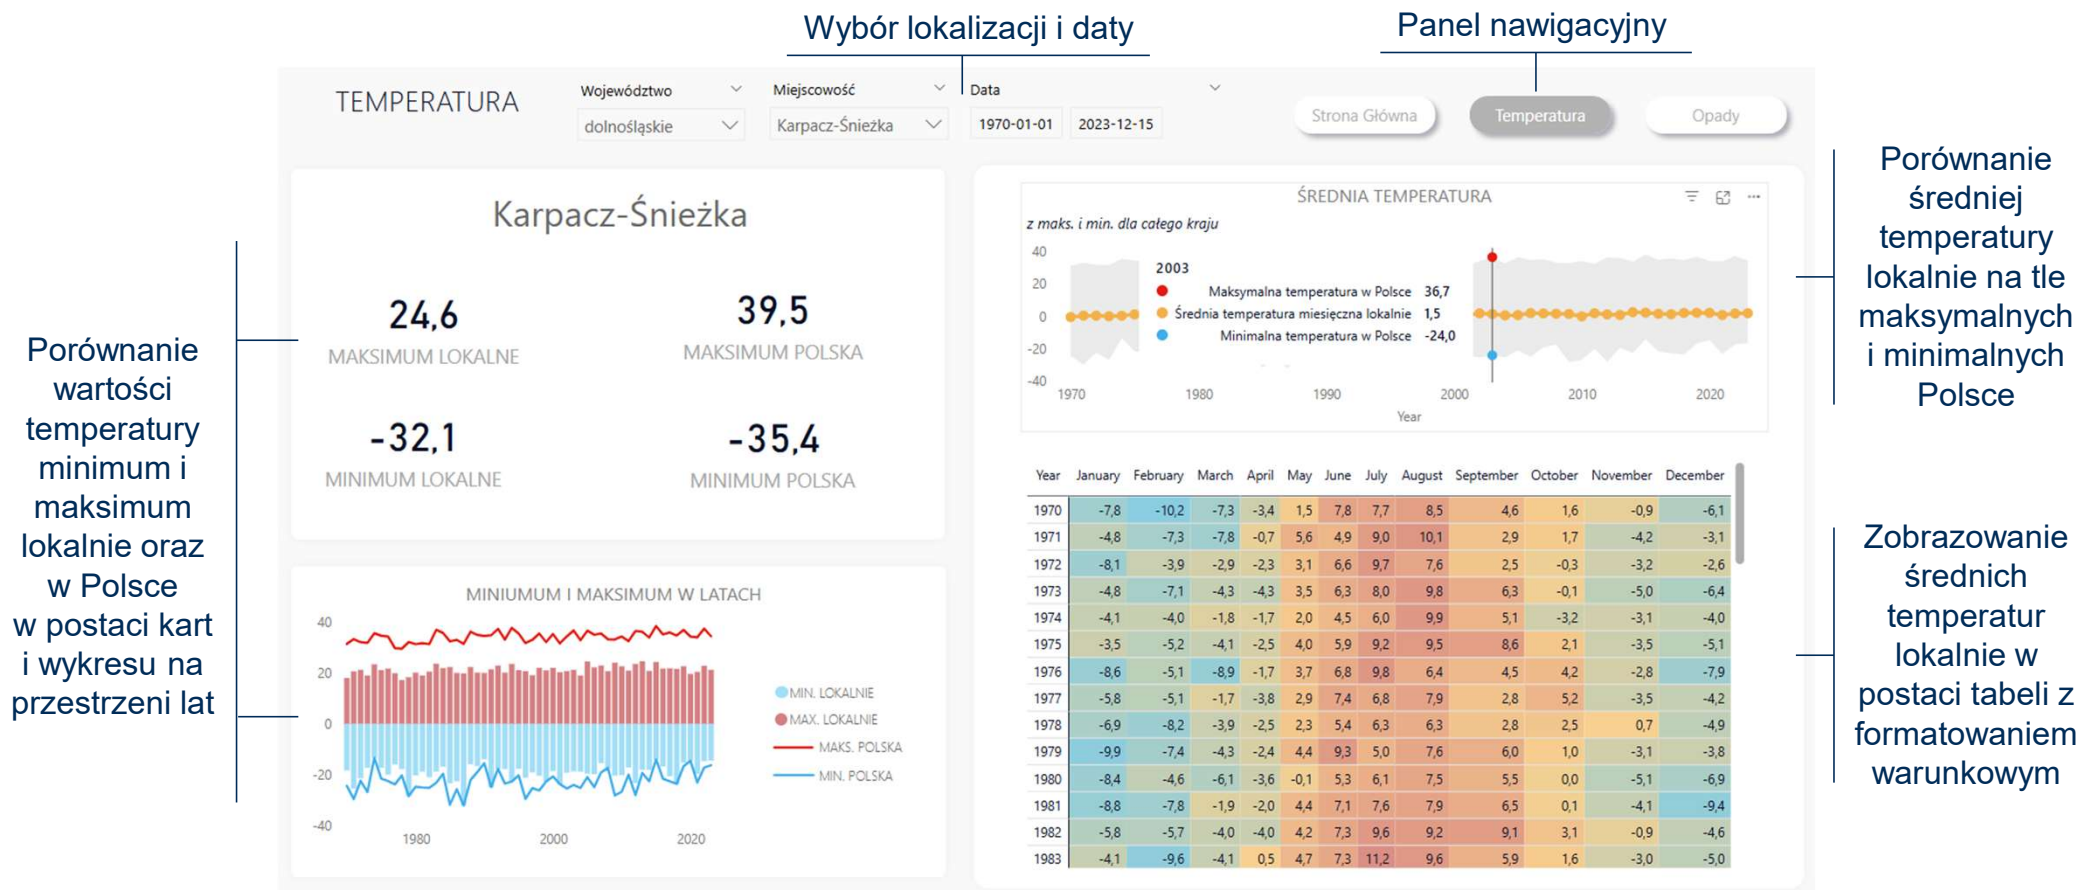 Wybór lokalizacji i daty
Panel nawigacyjny
TEMPERATURA
Województwo
dolnośląskie
Miejscowość
Karpacz-Śnieżka
Data
1970-01-01 2023-12-15
Strona Główna
Temperatura
Opady
Porównanie
wartości
temperatury
minimum i
maksimum
lokalnie oraz
w Polsce
w postaci kart
i wykresu na
przestrzeni lat
Karpacz-Śnieżka
24,6
MAKSIMUM LOKALNE
39,5
MAKSIMUM POLSKA
-32,1
MINIMUM LOKALNE
-35,4
MINIMUM POLSKA
MINIUMUM I MAKSIMUM W LATACH
40
20
0
-20
-40
1980 2000 2020
MIN. LOKALNIE
MAX. LOKALNIE
MAKS. POLSKA
MIN. POLSKA
ŚREDNIA TEMPERATURA
z maks. i min. dla całego kraju
40
20
0
-20
-40
2003
Maksymalna temperatura w Polsce 36,7
Średnia temperatura miesięczna lokalnie 1,5
Minimalna temperatura w Polsce -24,0
1970 1980 1990 2000 2010 2020
Year
Year January February March April May June July August September October November December
1970 -7,8 -10,2 -7,3 -3,4 1,5 7,8 7,7 8,5 4,6 1,6 -0,9 -6,1
1971 -4,8 -7,3 -7,8 -0,7 5,6 4,9 9,0 10,1 2,9 1,7 -4,2 -3,1
1972 -8,1 -3,9 -2,9 -2,3 3,1 6,6 9,7 7,6 2,5 -0,3 -3,2 -2,6
1973 -4,8 -7,1 -4,3 -4,3 3,5 6,3 8,0 9,8 6,3 -0,1 -5,0 -6,4
1974 -4,1 -4,0 -1,8 -1,7 2,0 4,5 6,0 9,9 5,1 -3,2 -3,1 -4,0
1975 -3,5 -5,2 -4,1 -2,5 4,0 5,9 9,2 9,5 8,6 2,1 -3,5 -5,1
1976 -8,6 -5,1 -8,9 -1,7 3,7 6,8 9,8 6,4 4,5 4,2 -2,8 -7,9
1977 -5,8 -5,1 -1,7 -3,8 2,9 7,4 6,8 7,9 2,8 5,2 -3,5 -4,2
1978 -6,9 -8,2 -3,9 -2,5 2,3 5,4 6,3 6,3 2,8 2,5 0,7 -4,9
1979 -9,9 -7,4 -4,3 -2,4 4,4 9,3 5,0 7,6 6,0 1,0 -3,1 -3,8
1980 -8,4 -4,6 -6,1 -3,6 -0,1 5,3 6,1 7,5 5,5 0,0 -5,1 -6,9
1981 -8,8 -7,8 -1,9 -2,0 4,4 7,1 7,6 7,9 6,5 0,1 -4,1 -9,4
1982 -5,8 -5,7 -4,0 -4,0 4,2 7,3 9,6 9,2 9,1 3,1 -0,9 -4,6
1983 -4,1 -9,6 -4,1 0,5 4,7 7,3 11,2 9,6 5,9 1,6 -3,0 -5,0
Porównanie
średniej
temperatury
lokalnie na tle
maksymalnych
i minimalnych
Polsce
Zobrazowanie
średnich
temperatur
lokalnie w
postaci tabeli z
formatowaniem
warunkowym